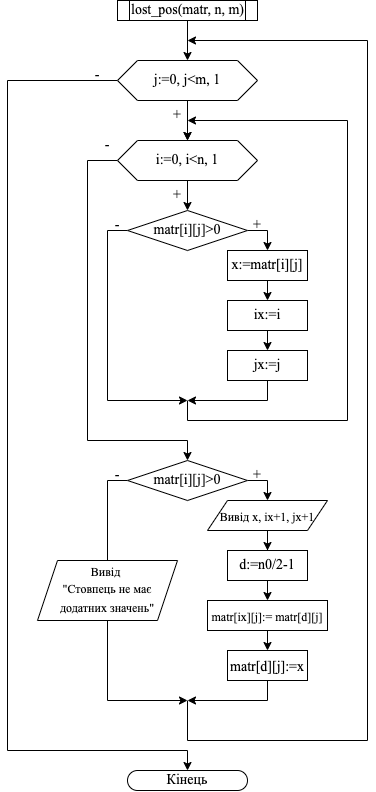 lost_pos(matr, n, m)
-
j:=0, j<m, 1
+
-
i:=0, i<n, 1
+
-
matr[i][j]>0
+
x:=matr[i][j]
ix:=i
jx:=j
-
matr[i][j]>0
+
Вивід x, ix+1, jx+1
d:=n0/2-1
Вивід
"Стовпець не має
додатних значень"
matr[ix][j]:= matr[d][j]
matr[d][j]:=x
Кінець